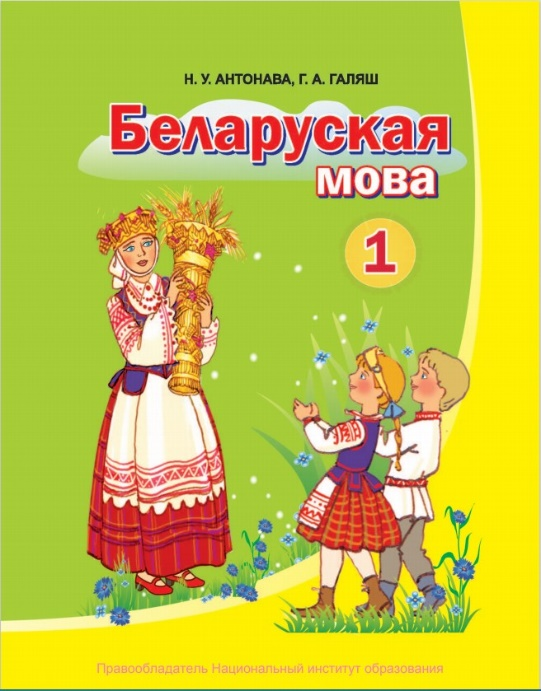 Н. У. АНТОНАВА, Г. А. ГАЛЯШ
Беларуская
мова
1
Правообладатель Национальный институт образования